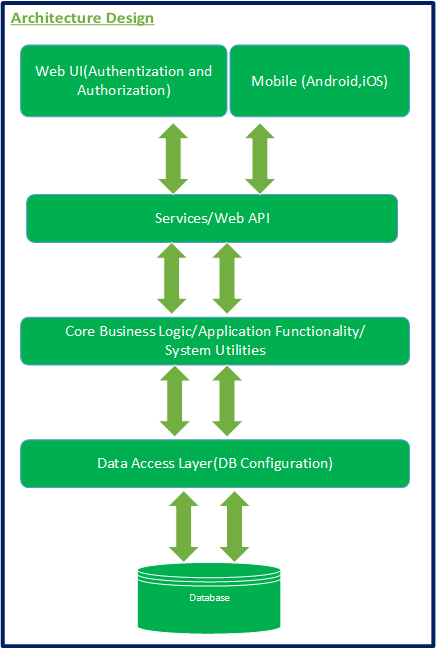 Architecture Design
Web UI(Authentization and
Authorization)
Mobile (Android,iOS)
Services/Web API
Core Business Logic/Application Functionality/
System Utilities
Data Access Layer(DB Configuration)
Database